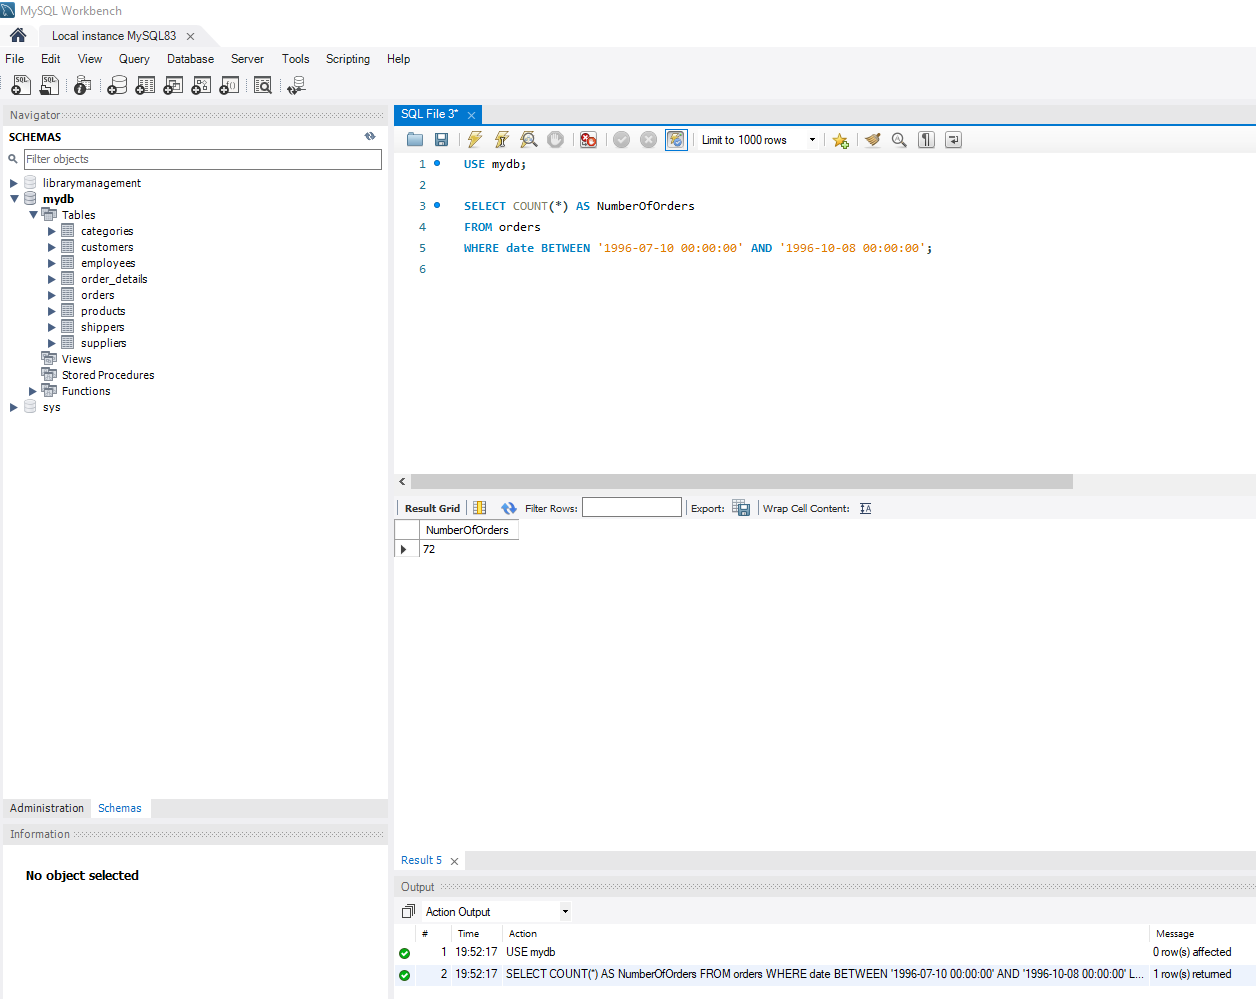 MySQL Workbench
Local instance MySQL83
File Edit View Query Database Server Tools Scripting Help
Navigator
SCHEMAS
Filter objects
librarymanagement
mydb
Tables
categories
customers
employees
order_details
orders
products
shippers
suppliers
Views
Stored Procedures
Functions
sys
Administration Schemas
Information
No object selected
SQL File 3*
Limit to 1000 rows
1 USE mydb;
2
3 SELECT COUNT(*) AS NumberOfOrders
4 FROM orders
5 WHERE date BETWEEN '1996-07-10 00:00:00' AND '1996-10-08 00:00:00';
6
Result Grid Filter Rows: Export: Wrap Cell Content:
NumberOfOrders
72
Result 5
Output
Action Output
# Time Action Message
1 19:52:17 USE mydb 0 row(s) affected
2 19:52:17 SELECT COUNT(*) AS NumberOfOrders FROM orders WHERE date BETWEEN '1996-07-10 00:00:00' AND '1996-10-08 00:00:00' L... 1 row(s) returned